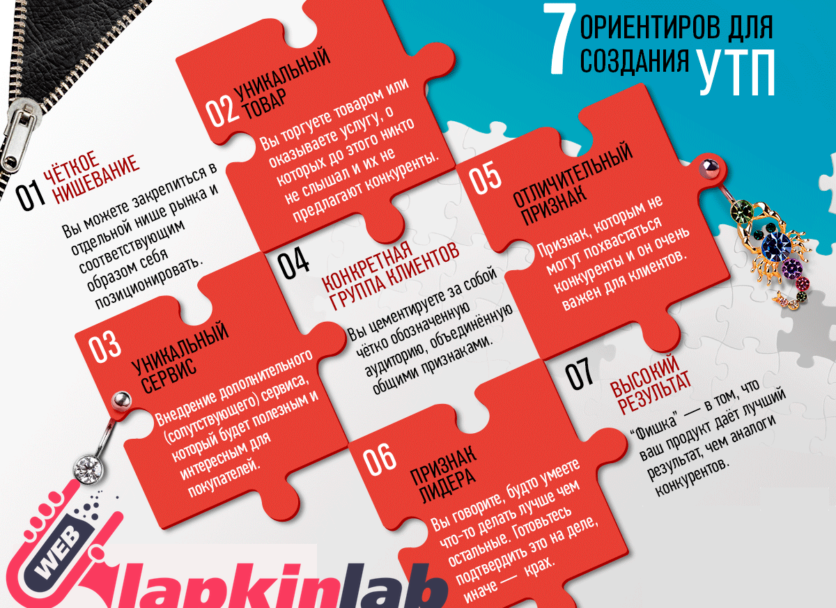 7 ОРИЕНТИРОВ ДЛЯ
СОЗДАНИЯ УТП
01 ЧЁТКОЕ
НИШЕВАНИЕ
Вы можете закрепиться в
отдельной нише рынка и
соответствующим
образом себя
позиционировать.
02 УНИКАЛЬНЫЙ
ТОВАР
Вы торгуете товаром или
оказываете услугу, о
которых до этого никто
не слышал и их не
предлагают конкуренты.
03 УНИКАЛЬНЫЙ
СЕРВИС
Внедрение дополнительного
(сопутствующего) сервиса,
который будет полезным и
интересным для
покупателей.
04 КОНКРЕТНАЯ
ГРУППА КЛИЕНТОВ
Вы цементируете за собой
чётко обозначенную
аудиторию, объединённую
общими признаками.
05 ОТЛИЧИТЕЛЬНЫЙ
ПРИЗНАК
Признак, которым не
могут похвастаться
конкуренты и он очень
важен для клиентов.
06 ПРИЗНАК
ЛИДЕРА
Вы говорите, будто умеете
что-то делать лучше чем
остальные. Готовьтесь
подтвердить это на деле,
иначе — крах.
07 ВЫСОКИЙ
РЕЗУЛЬТАТ
“Фишка” — в том, что
ваш продукт даёт лучший
результат, чем аналоги
конкурентов.
WEB
lapkinlab